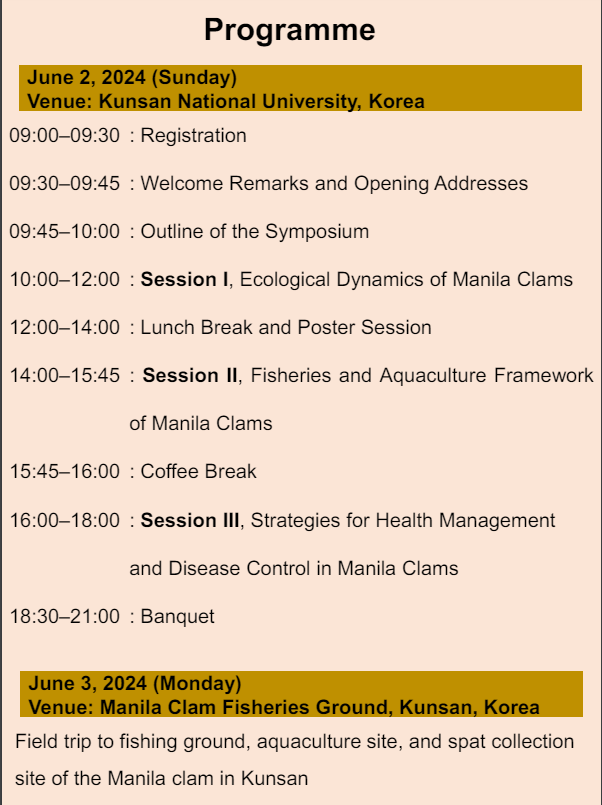 Programme
June 2, 2024 (Sunday)
Venue: Kunsan National University, Korea
09:00–09:30 : Registration
09:30–09:45 : Welcome Remarks and Opening Addresses
09:45–10:00 : Outline of the Symposium
10:00–12:00 : Session I, Ecological Dynamics of Manila Clams
12:00–14:00 : Lunch Break and Poster Session
14:00–15:45 : Session II, Fisheries and Aquaculture Framework
of Manila Clams
15:45–16:00 : Coffee Break
16:00–18:00 : Session III, Strategies for Health Management
and Disease Control in Manila Clams
18:30–21:00 : Banquet
June 3, 2024 (Monday)
Venue: Manila Clam Fisheries Ground, Kunsan, Korea
Field trip to fishing ground, aquaculture site, and spat collection
site of the Manila clam in Kunsan